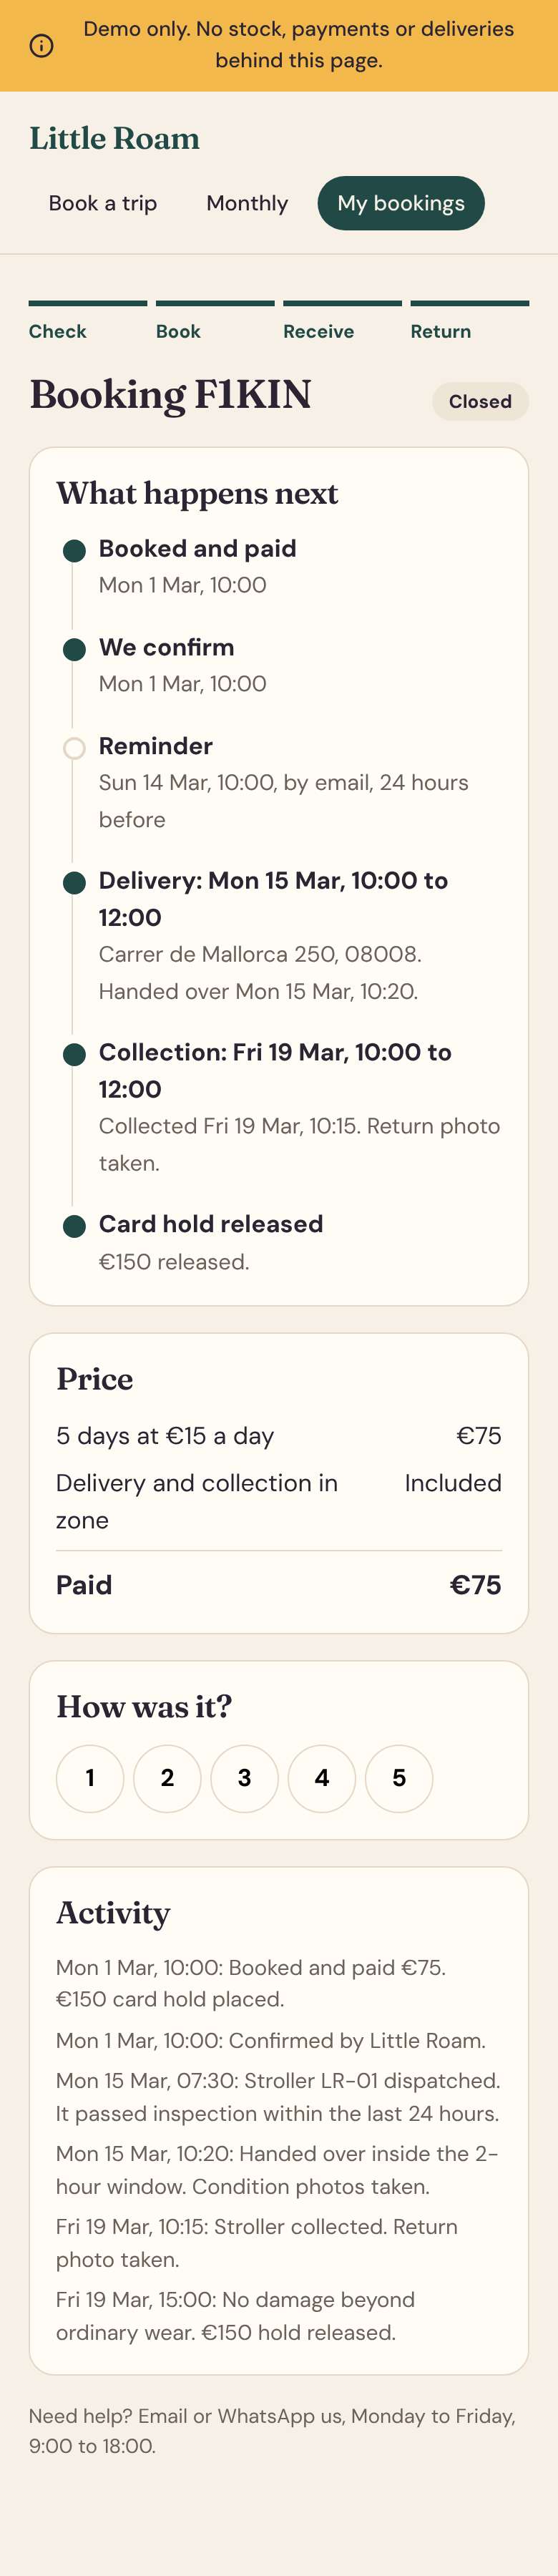 Demo only. No stock, payments or deliveries
behind this page.
Little Roam
Book a trip Monthly My bookings
Check Book Receive Return
Booking F1KIN Closed
What happens next
Booked and paid
Mon 1 Mar, 10:00
We confirm
Mon 1 Mar, 10:00
Reminder
Sun 14 Mar, 10:00, by email, 24 hours
before
Delivery: Mon 15 Mar, 10:00 to
12:00
Carrer de Mallorca 250, 08008.
Handed over Mon 15 Mar, 10:20.
Collection: Fri 19 Mar, 10:00 to
12:00
Collected Fri 19 Mar, 10:15. Return photo
taken.
Card hold released
€150 released.
Price
5 days at €15 a day €75
Delivery and collection in Included
zone
Paid €75
How was it?
1 2 3 4 5
Activity
Mon 1 Mar, 10:00: Booked and paid €75.
€150 card hold placed.
Mon 1 Mar, 10:00: Confirmed by Little Roam.
Mon 15 Mar, 07:30: Stroller LR-01 dispatched.
It passed inspection within the last 24 hours.
Mon 15 Mar, 10:20: Handed over inside the 2-
hour window. Condition photos taken.
Fri 19 Mar, 10:15: Stroller collected. Return
photo taken.
Fri 19 Mar, 15:00: No damage beyond
ordinary wear. €150 hold released.
Need help? Email or WhatsApp us, Monday to Friday,
9:00 to 18:00.